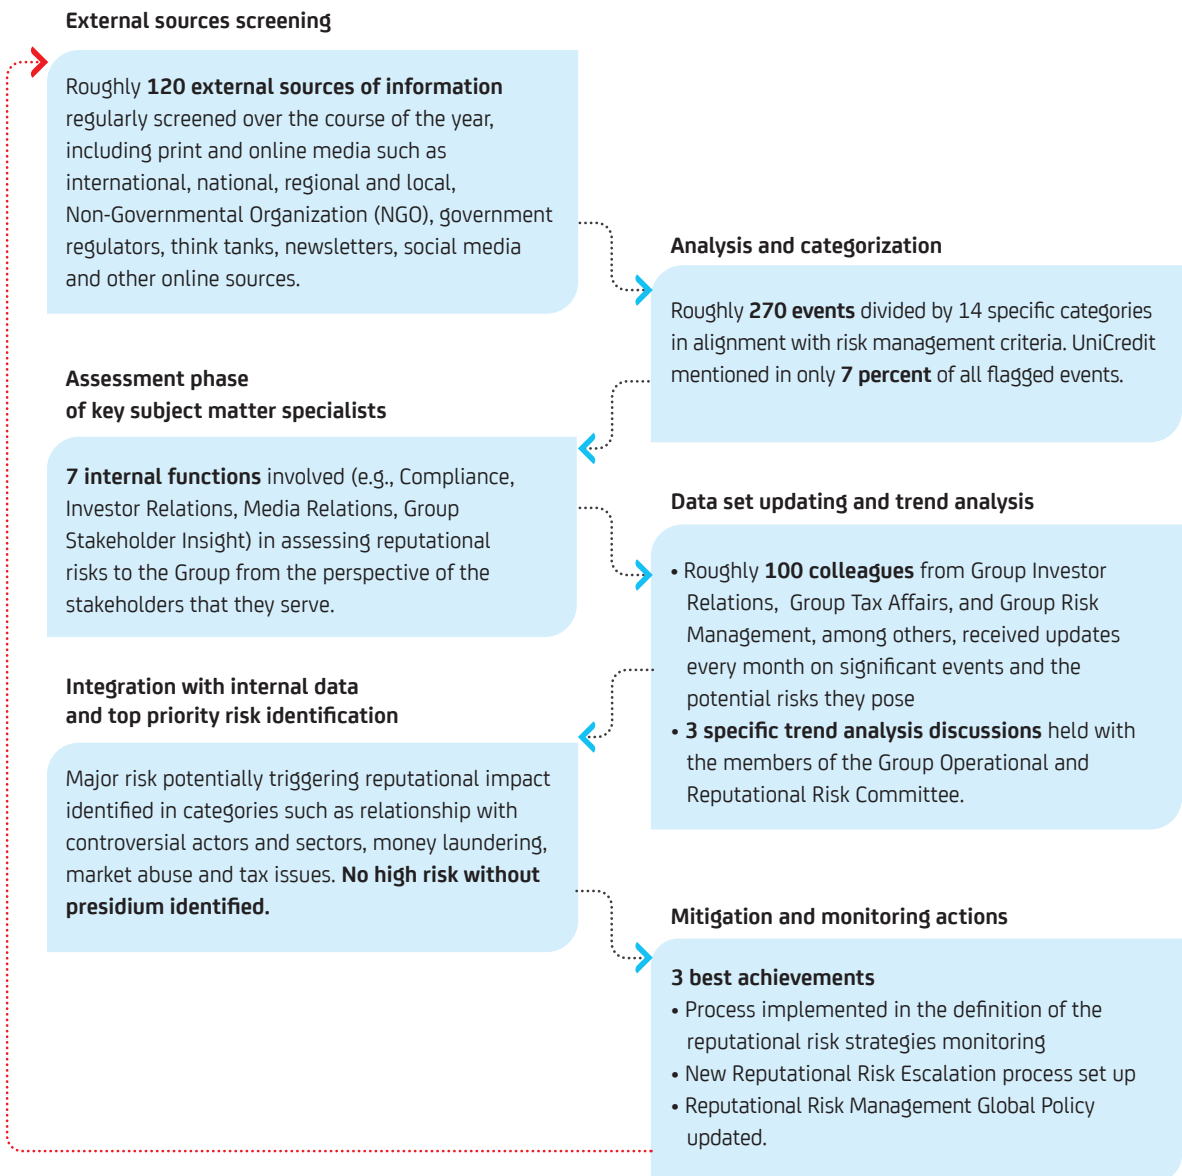 External sources screening
Roughly 120 external sources of information
regularly screened over the course of the year,
including print and online media such as
international, national, regional and local,
Non-Governmental Organization (NGO), government
regulators, think tanks, newsletters, social media
and other online sources.
Analysis and categorization
Roughly 270 events divided by 14 specific categories
in alignment with risk management criteria. UniCredit
mentioned in only 7 percent of all flagged events.
Assessment phase
of key subject matter specialists
7 internal functions involved (e.g., Compliance,
Investor Relations, Media Relations, Group
Stakeholder Insight) in assessing reputational
risks to the Group from the perspective of the
stakeholders that they serve.
Data set updating and trend analysis
• Roughly 100 colleagues from Group Investor
Relations, Group Tax Affairs, and Group Risk
Management, among others, received updates
every month on significant events and the
potential risks they pose
• 3 specific trend analysis discussions held with
the members of the Group Operational and
Reputational Risk Committee.
Integration with internal data
and top priority risk identification
Major risk potentially triggering reputational impact
identified in categories such as relationship with
controversial actors and sectors, money laundering,
market abuse and tax issues. No high risk without
presidium identified.
Mitigation and monitoring actions
3 best achievements
• Process implemented in the definition of the
reputational risk strategies monitoring
• New Reputational Risk Escalation process set up
• Reputational Risk Management Global Policy
updated.